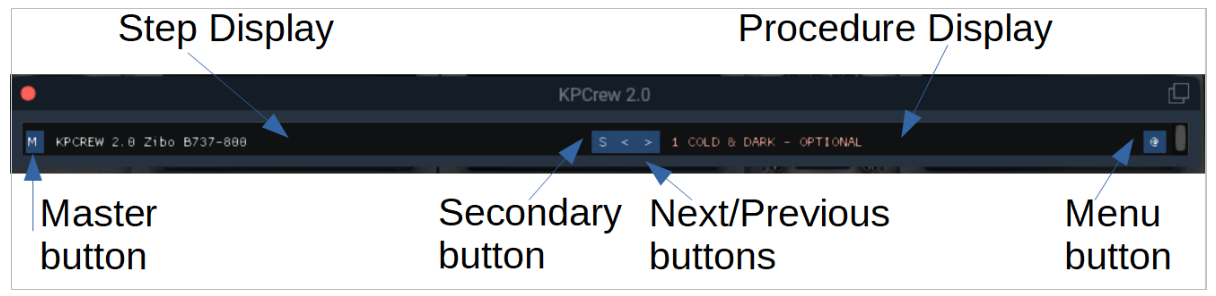 Step Display
Procedure Display
KPCrew 2.0
M KPCREW 2.0 Zibo B737-800 S < > 1 COLD & DARK - OPTIONAL @
Master button
Secondary button
Next/Previous buttons
Menu button